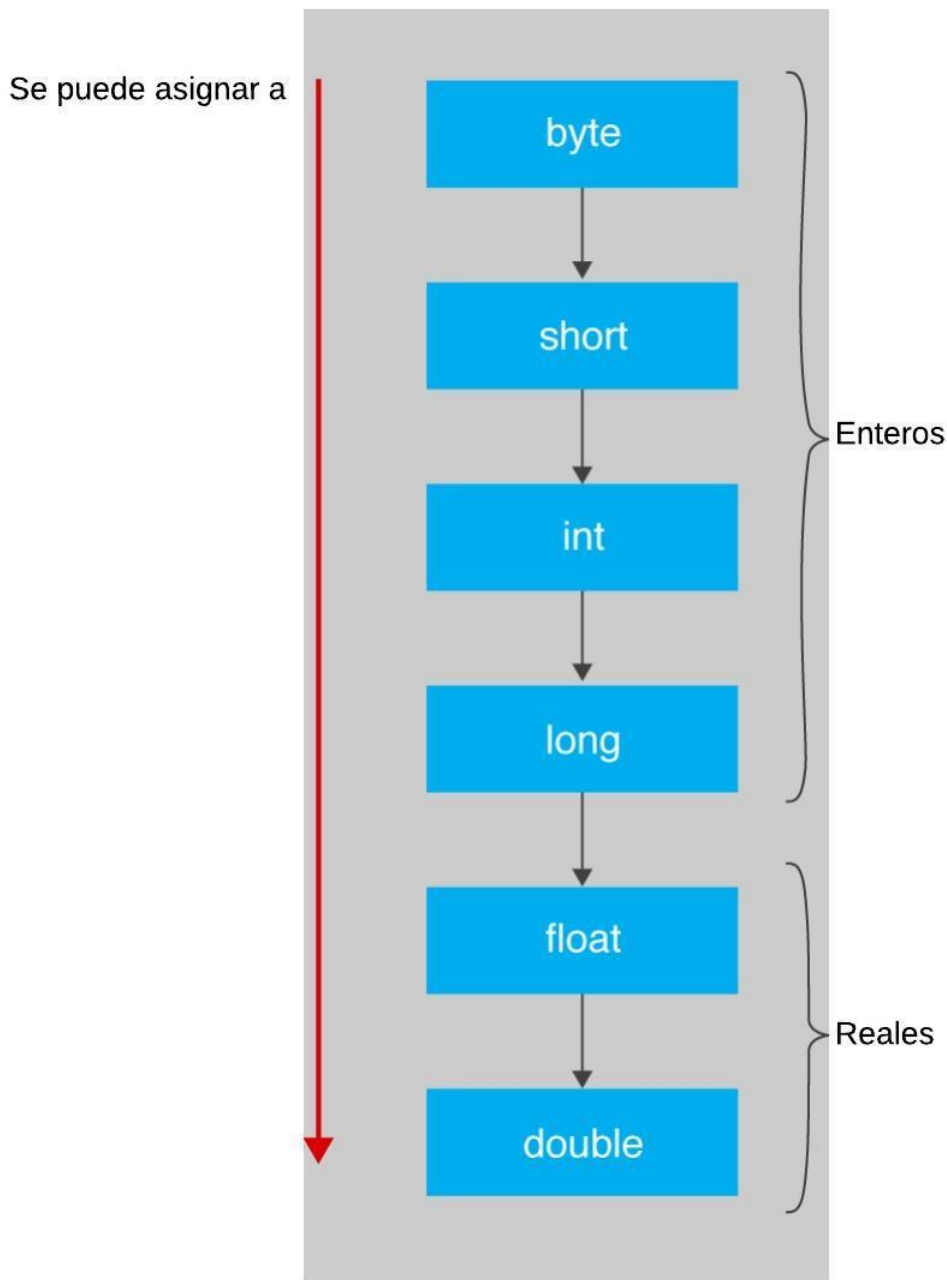 Se puede asignar a
byte
short
Enteros
int
long
float
Reales
double